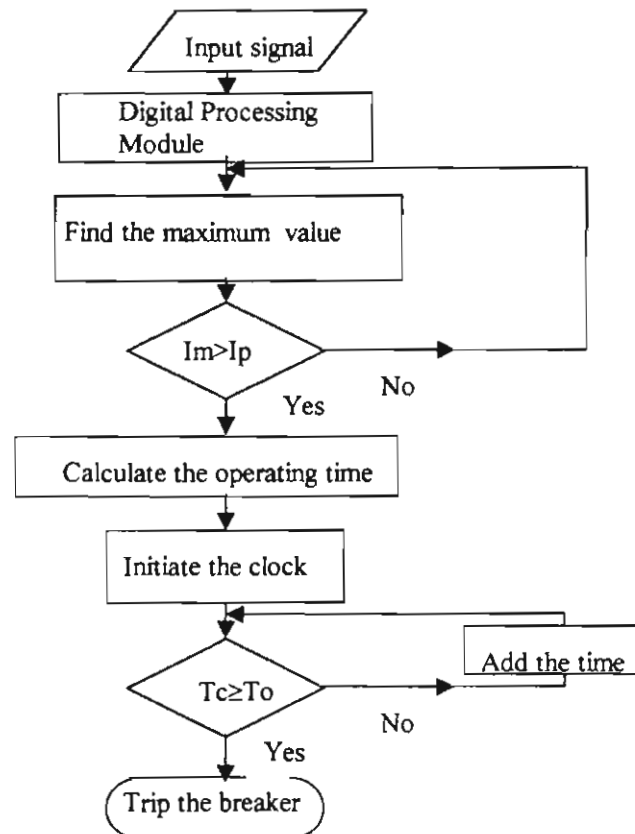 Input signal
Digital Processing
Module
Find the maximum value
Im>Ip
No
Yes
Calculate the operating time
Initiate the clock
Add the time
Tc≥To
No
Yes
Trip the breaker